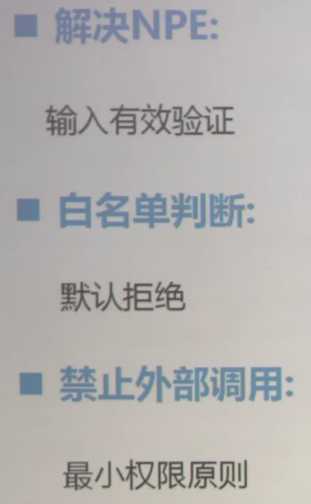 ■ 解决NPE:
输入有效验证
■ 白名单判断:
默认拒绝
■ 禁止外部调用:
最小权限原则